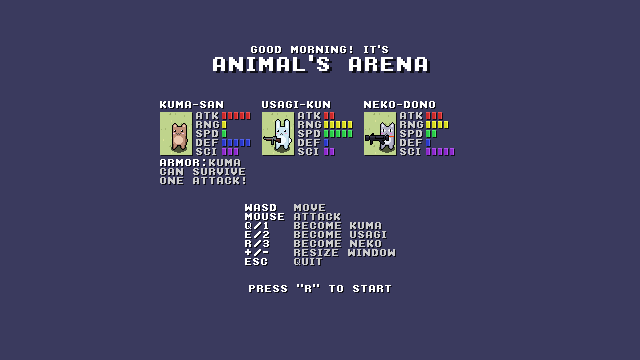 GOOD MORNING! IT'S
ANIMAL'S ARENA
KUMA-SAN
ATK
RNG
SPD
DEF
SCI
ARMOR:KUMA
CAN SURVIVE
ONE ATTACK!
USAGI-KUN
ATK
RNG
SPD
DEF
SCI
NEKO-DONO
ATK
RNG
SPD
DEF
SCI
WASD MOVE
MOUSE ATTACK
Q/1 BECOME KUMA
E/2 BECOME USAGI
R/3 BECOME NEKO
+/- RESIZE WINDOW
ESC QUIT
PRESS "R" TO START